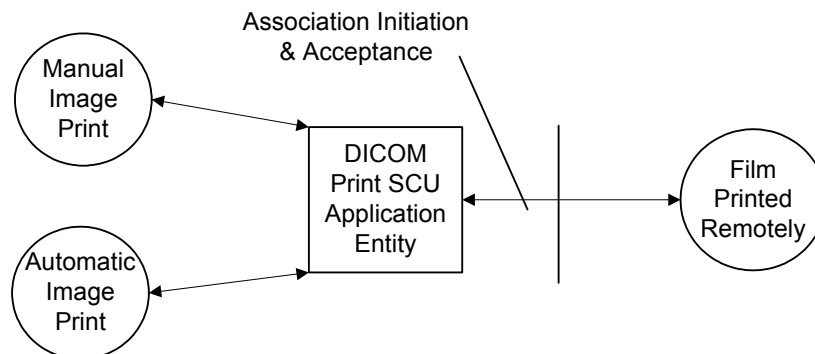 Association Initiation
& Acceptance
Manual
Image
Print
DICOM
Print SCU
Application
Entity
Film
Printed
Remotely
Automatic
Image
Print